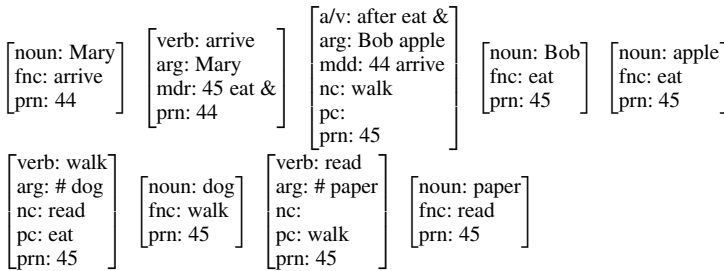 noun: Mary
fnc: arrive
prn: 44
verb: arrive
arg: Mary
mdr: 45 eat &
prn: 44
a/v: after eat &
arg: Bob apple
mdd: 44 arrive
nc: walk
pc:
prn: 45
noun: Bob
fnc: eat
prn: 45
noun: apple
fnc: eat
prn: 45
verb: walk
arg: # dog
nc: read
pc: eat
prn: 45
noun: dog
fnc: walk
prn: 45
verb: read
arg: # paper
nc:
pc: walk
prn: 45
noun: paper
fnc: read
prn: 45